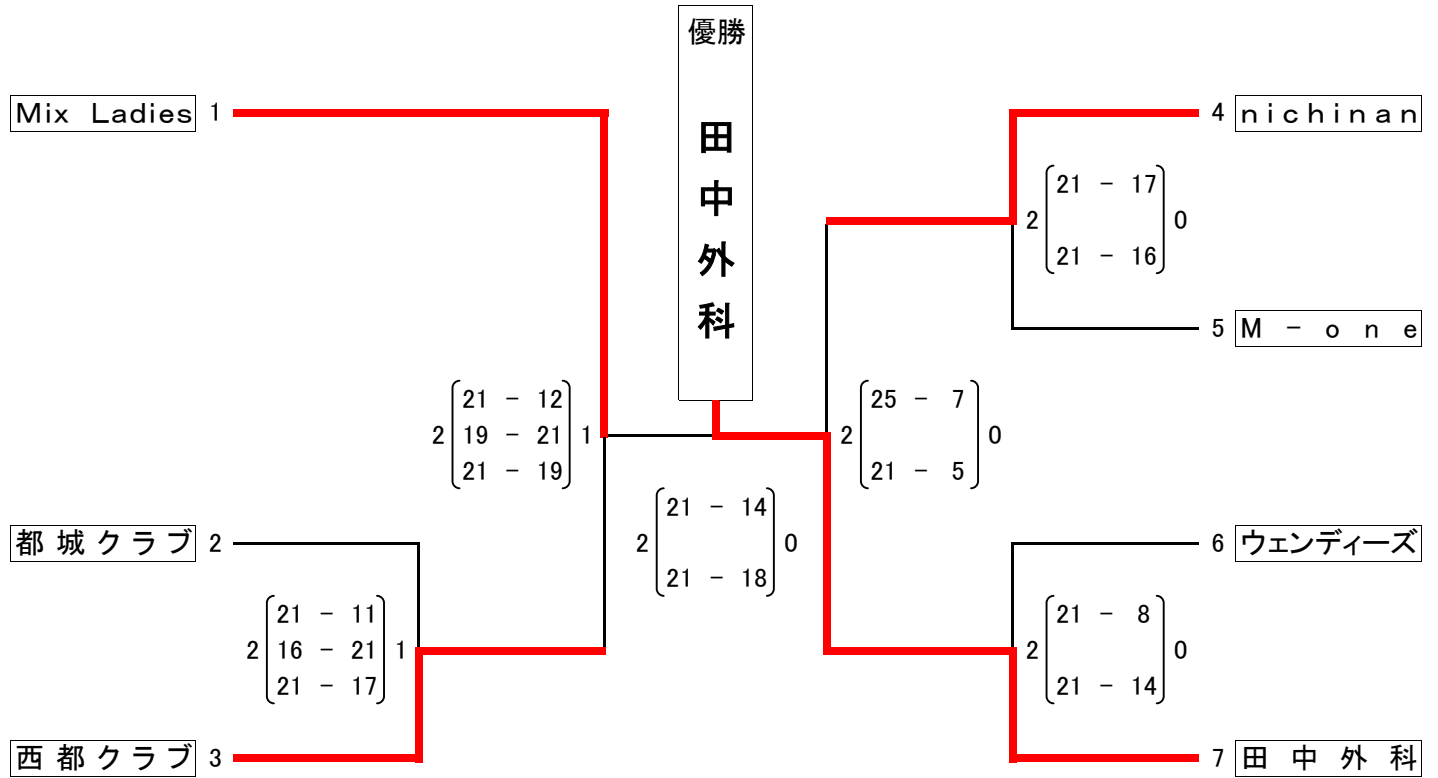 優勝
田中外科
Mix Ladies 1
4 nichinan
21 - 17
2 0
21 - 16
5 M-one
21 - 12
2 19 - 21 1
21 - 19
25 - 7
2 0
21 - 5
21 - 14
2 0
21 - 18
都城クラブ 2
6 ウェンディーズ
21 - 11
2 16 - 21 1
21 - 17
21 - 8
2 0
21 - 14
西都クラブ 3
7 田中外科